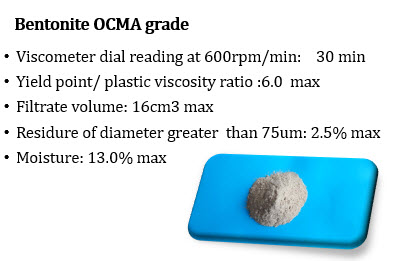 Bentonite OCMA grade
• Viscometer dial reading at 600rpm/min: 30 min
• Yield point/ plastic viscosity ratio :6.0 max
• Filtrate volume: 16cm3 max
• Residure of diameter greater than 75um: 2.5% max
• Moisture: 13.0% max